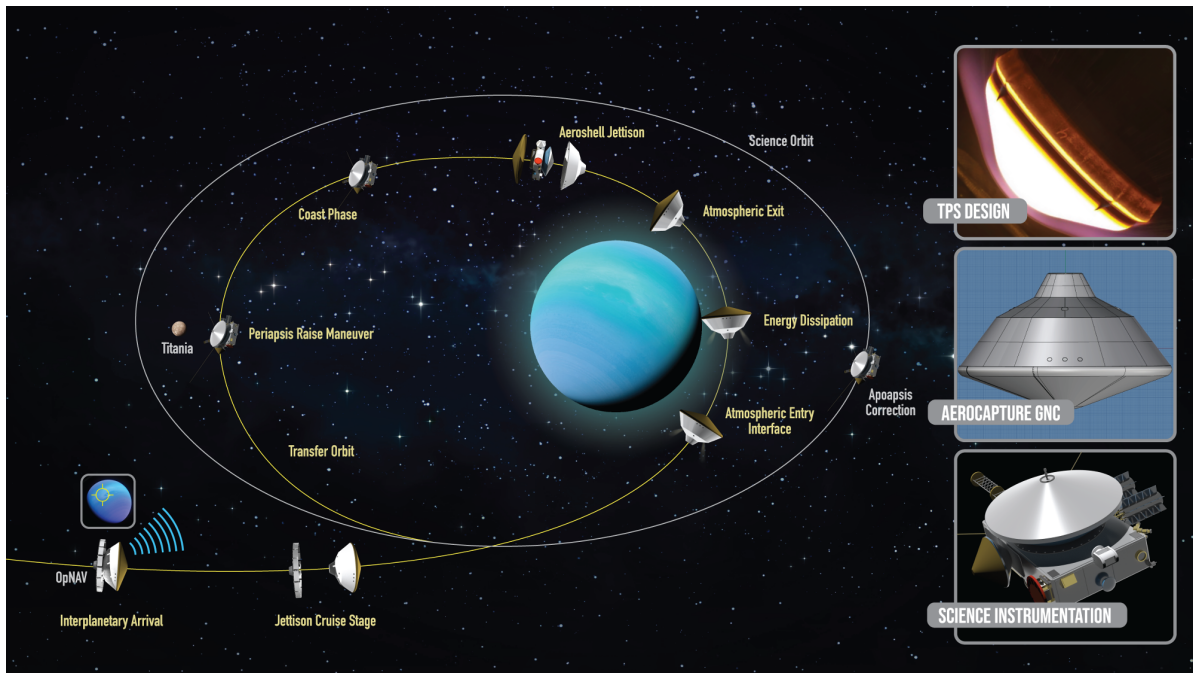 Aeroshell Jettison
Science Orbit
Coast Phase
Atmospheric Exit
TPS DESIGN
Titania
Periapsis Raise Maneuver
Energy Dissipation
Apoapsis
Correction
Atmospheric Entry
Interface
AEROCAPTURE GNC
Transfer Orbit
OpNAV
Interplanetary Arrival
Jettison Cruise Stage
SCIENCE INSTRUMENTATION